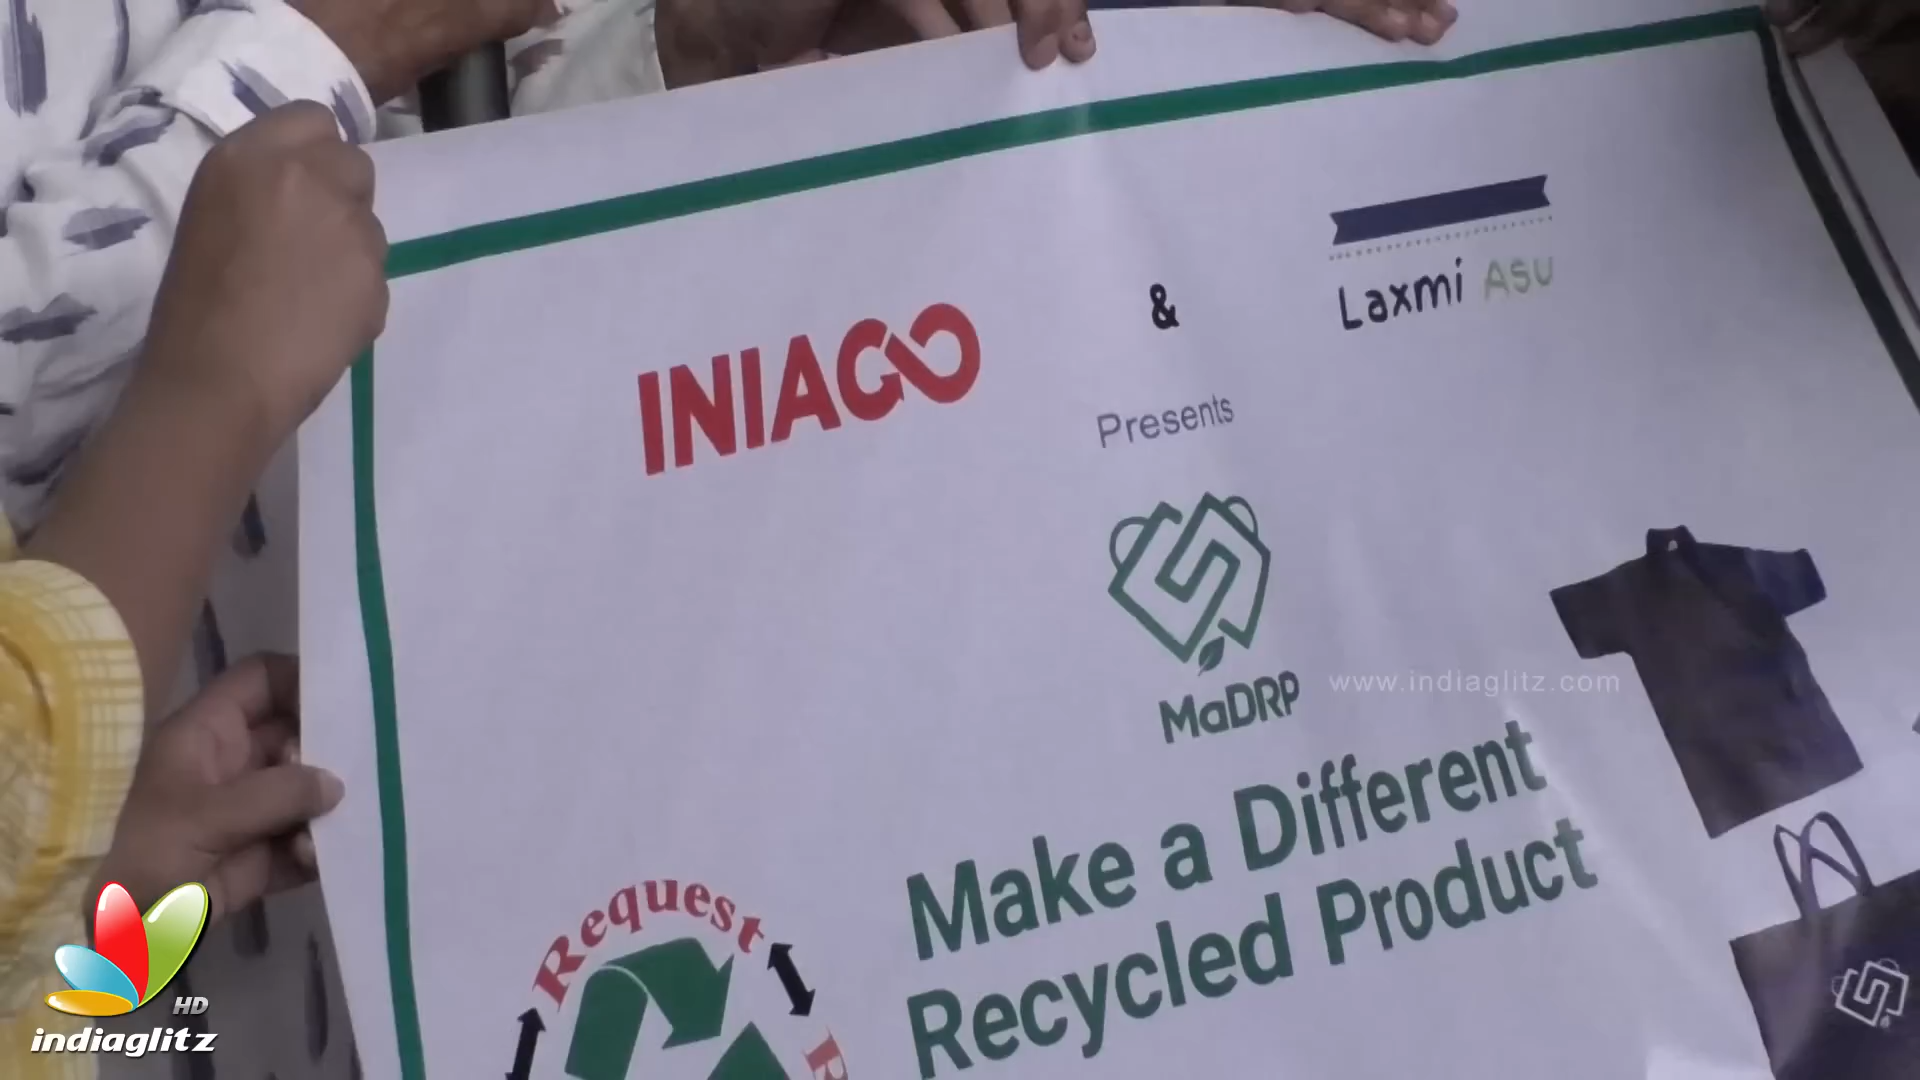 INIAGO & Laxmi Asu
Presents
MaDRP
www.indiaglitz.com
Make a Different
Recycled Product
Request
HD
indiaglitz